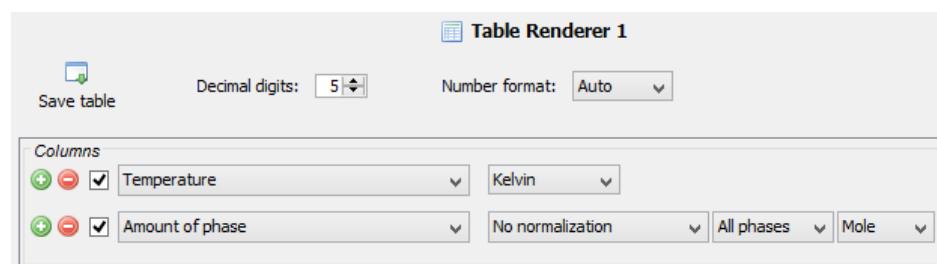 Table Renderer 1
Save table
Decimal digits: 5
Number format: Auto
Columns
Temperature Kelvin
Amount of phase No normalization All phases Mole